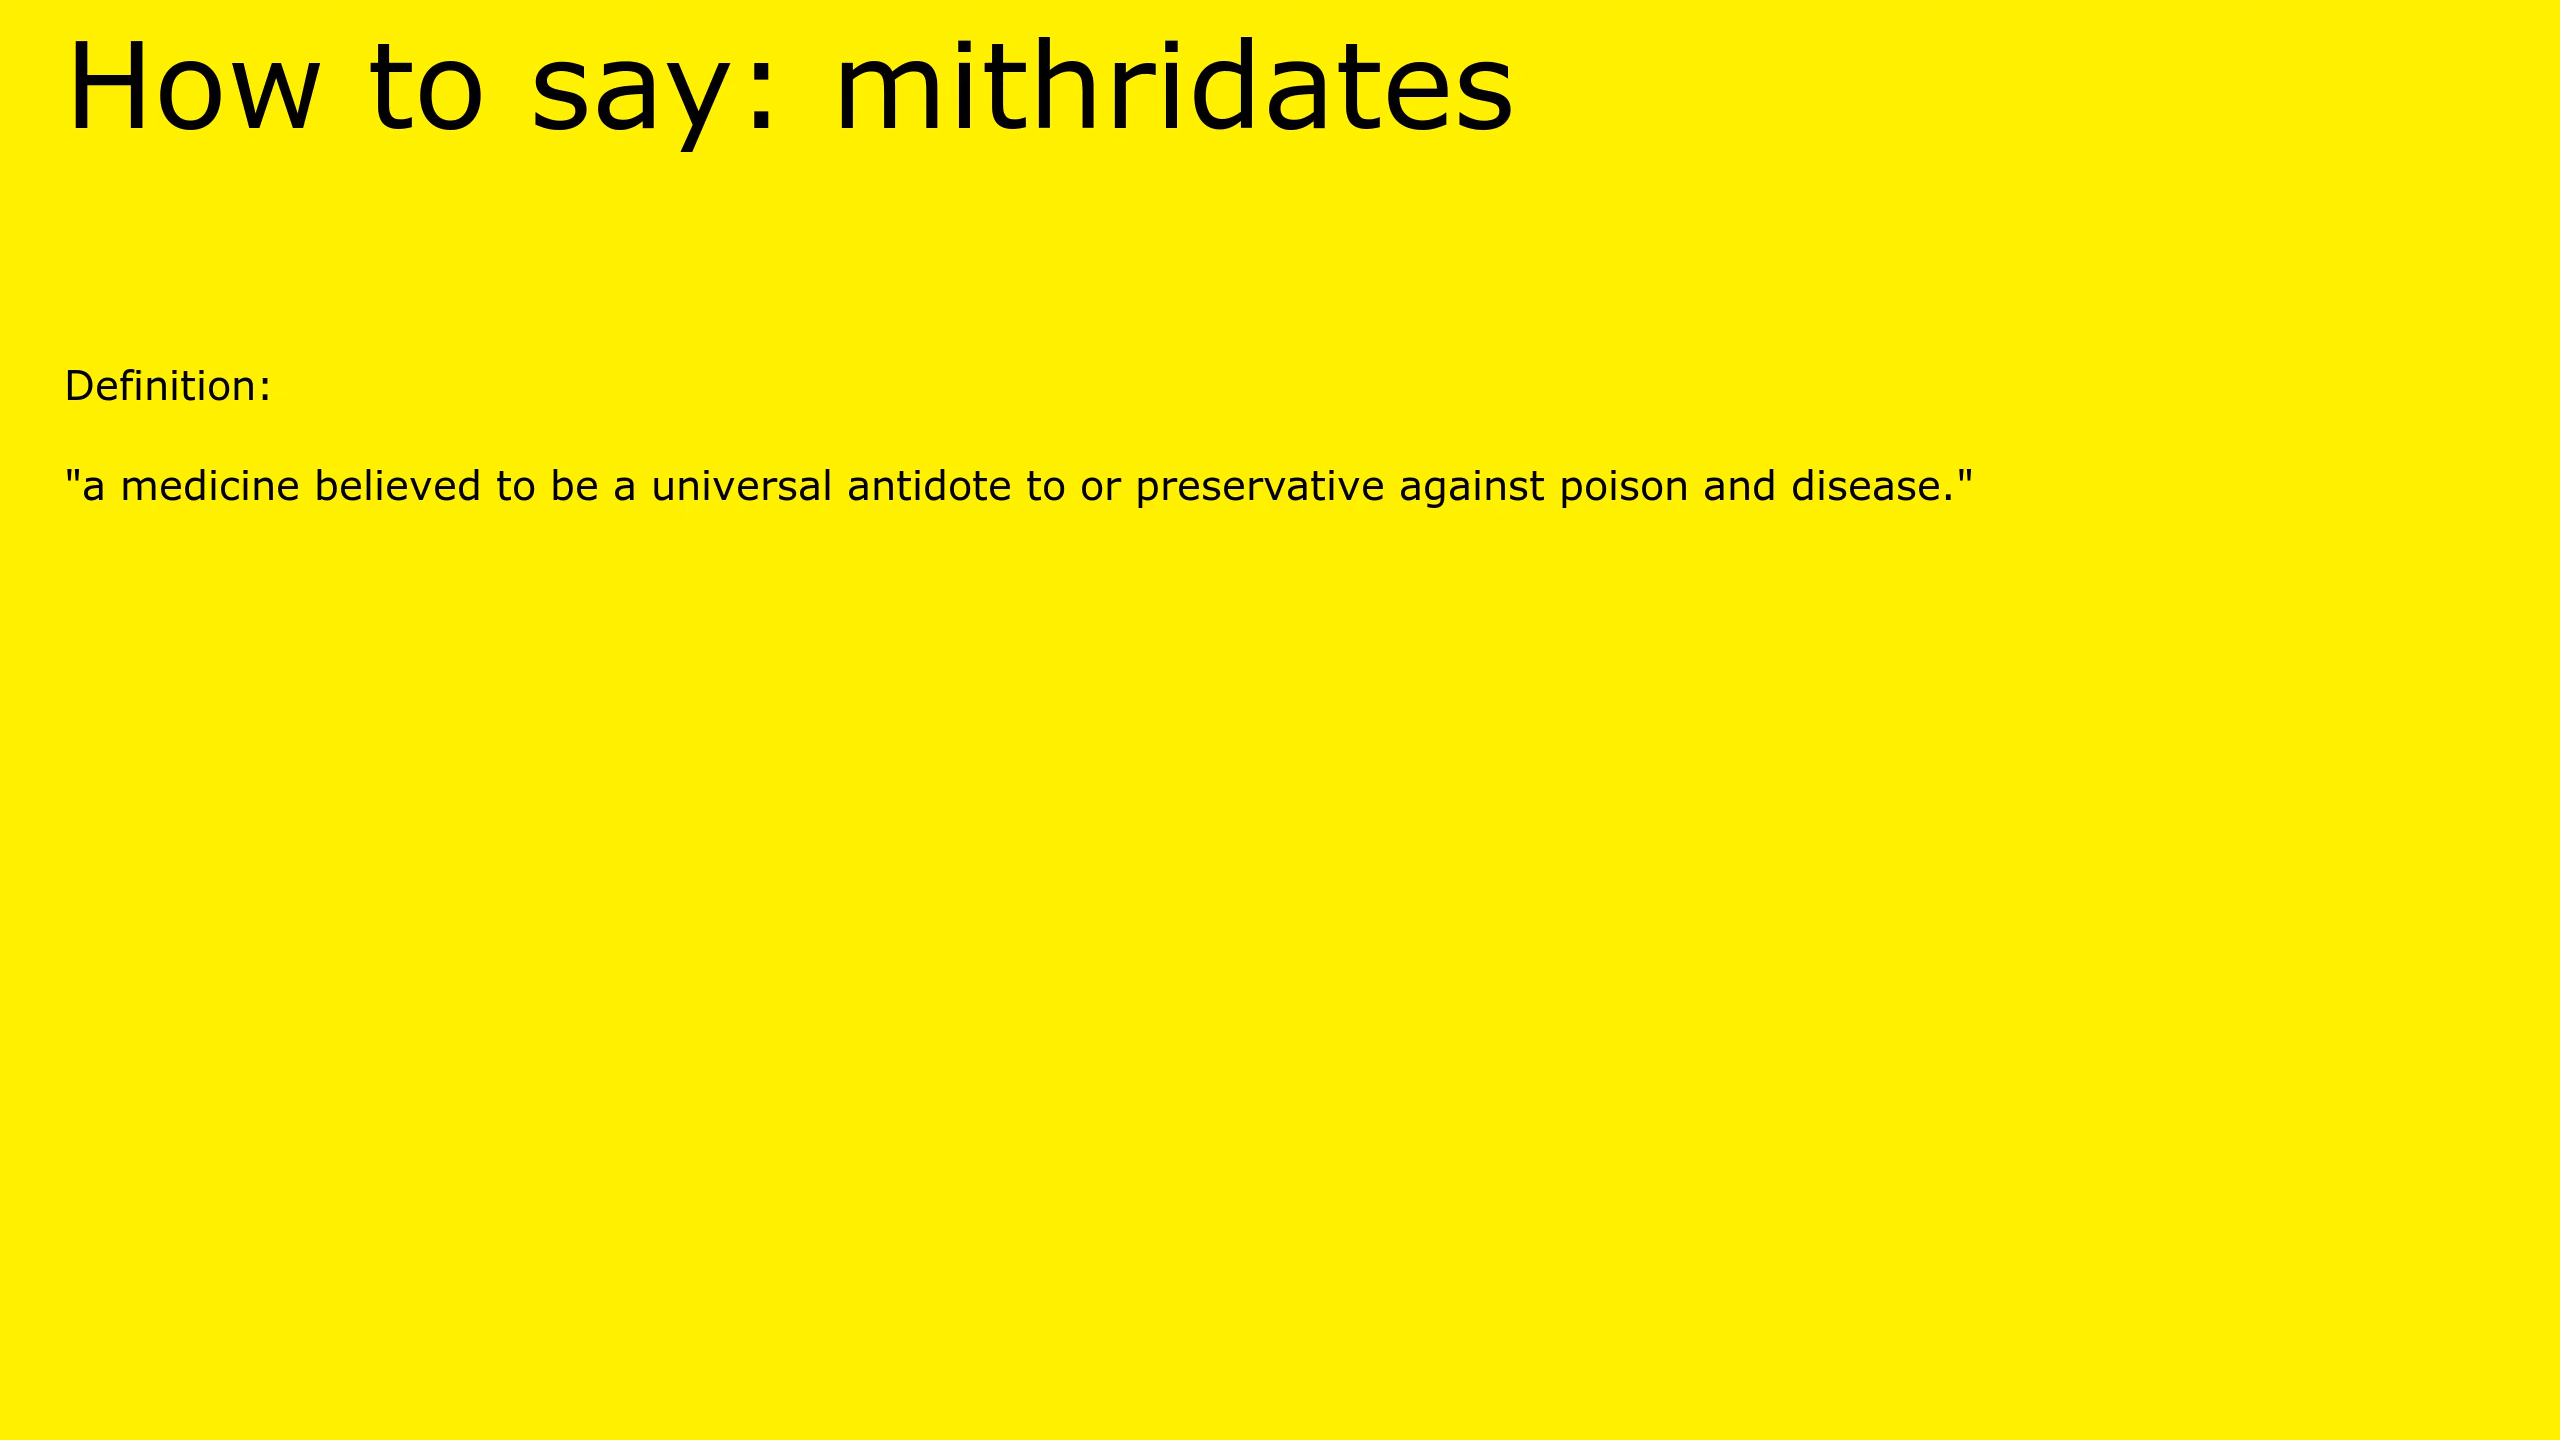 How to say: mithridates
Definition:
"a medicine believed to be a universal antidote to or preservative against poison and disease."